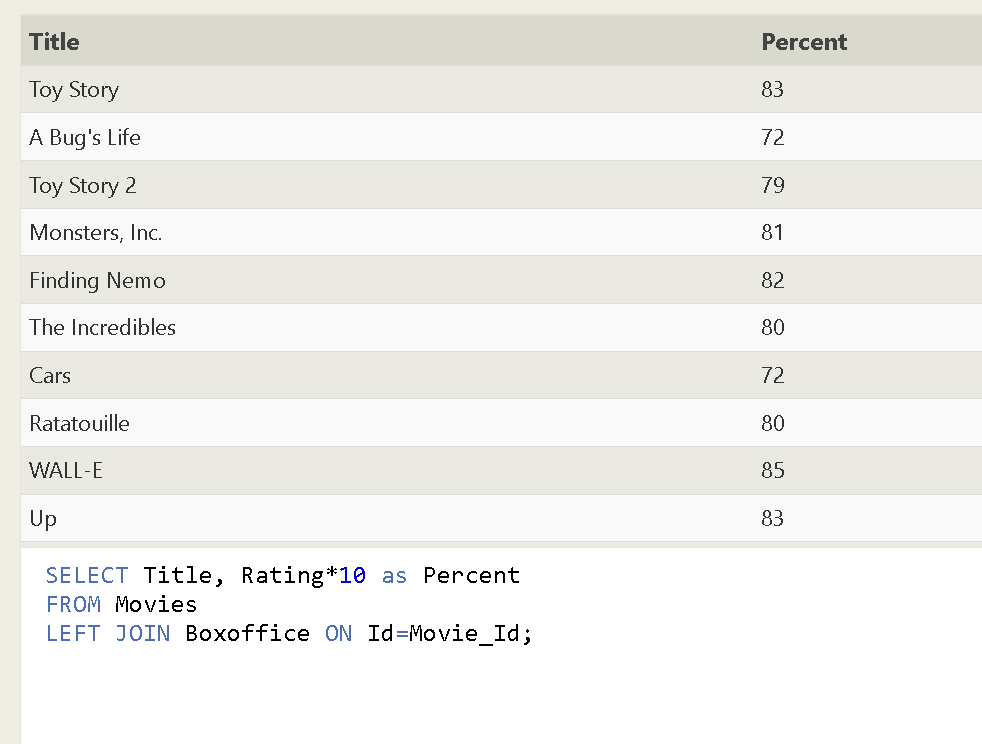 Title Percent
Toy Story 83
A Bug's Life 72
Toy Story 2 79
Monsters, Inc. 81
Finding Nemo 82
The Incredibles 80
Cars 72
Ratatouille 80
WALL-E 85
Up 83
SELECT Title, Rating*10 as Percent
FROM Movies
LEFT JOIN Boxoffice ON Id=Movie_Id;